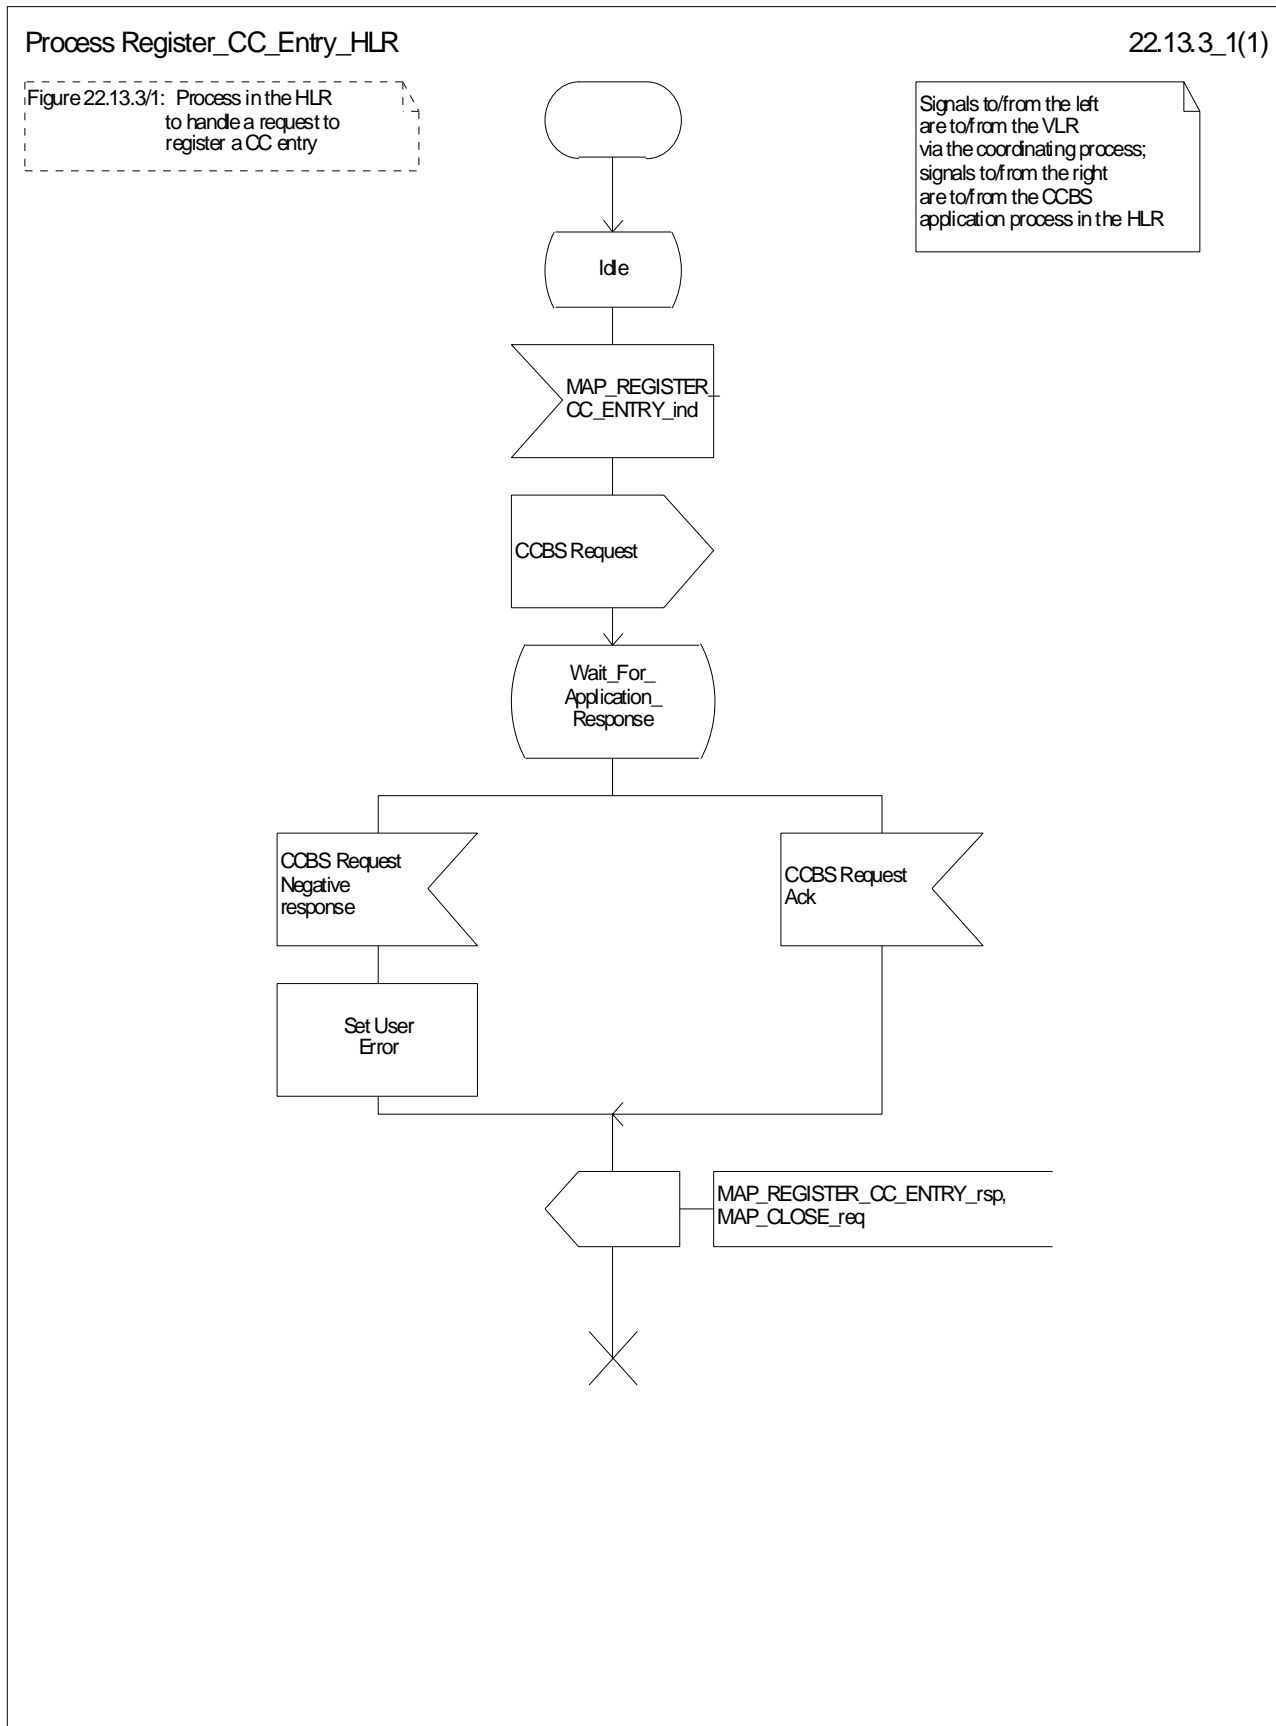 Process Register_CC_Entry_HLR
22.13.3_1(1)
Figure 22.13.3/1: Process in the HLR
to handle a request to
register a CC entry
Signals to/from the left
are to/from the VLR
via the coordinating process;
signals to/from the right
are to/from the CCBS
application process in the HLR
Idle
MAP_REGISTER_
CC_ENTRY_ind
CCBS Request
Wait_For_
Application_
Response
CCBS Request
Negative
response
CCBS Request
Ack
Set User
Error
MAP_REGISTER_CC_ENTRY_rsp,
MAP_CLOSE_req